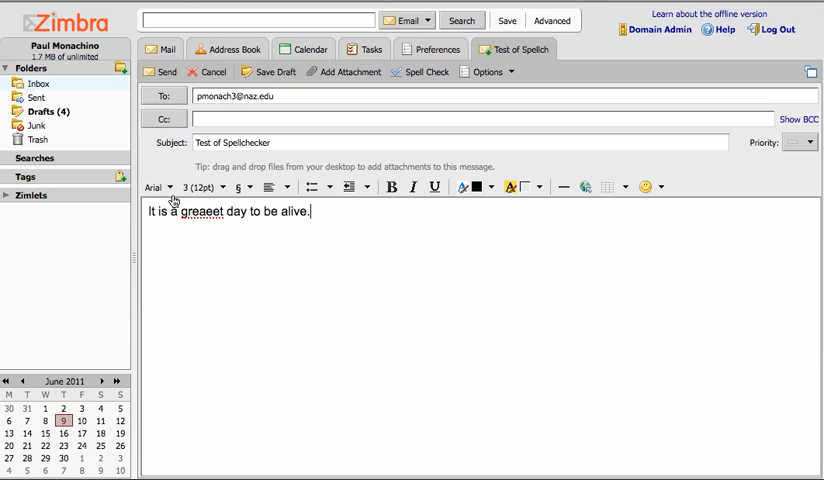 Zimbra
Email
Search
Save
Advanced
Learn about the offline version
Domain Admin
Help
Log Out
Paul Monachino
1.7 MB of unlimited
Mail
Address Book
Calendar
Tasks
Preferences
Test of Spellch
Folders
Inbox
Sent
Drafts (4)
Junk
Trash
Searches
Tags
Zimlets
Send
Cancel
Save Draft
Add Attachment
Spell Check
Options
To:
pmonach3@naz.edu
Cc:
Show BCC
Subject:
Test of Spellchecker
Priority:
Tip: drag and drop files from your desktop to add attachments to this message.
Arial 3 (12pt) § B I U
It is a greaeet day to be alive.
June 2011
M T W T F S S
30 31 1 2 3 4 5
6 7 8 9 10 11 12
13 14 15 16 17 18 19
20 21 22 23 24 25 26
27 28 29 30 1 2 3
4 5 6 7 8 9 10